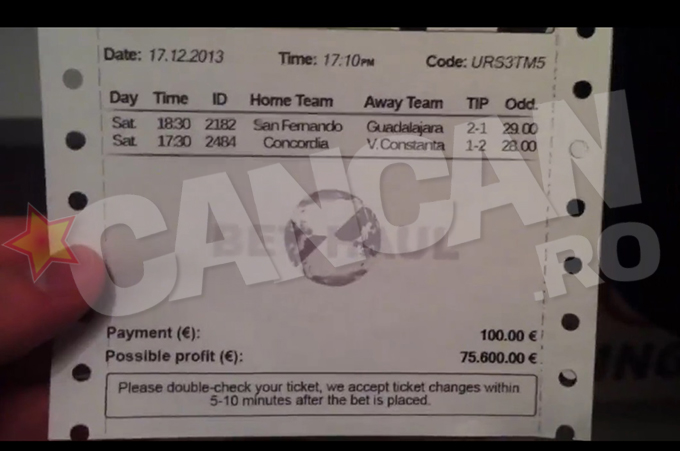 Date: 17.12.2013 Time: 17:10PM Code: URS3TM5
Day Time ID Home Team Away Team TIP Odd.
Sat. 18:30 2182 San Fernando Guadalajara 2-1 29.00
Sat. 17:30 2484 Concordia V.Constanta 1-2 28.00
CANCAN
.RO
Payment (€): 100.00 €
Possible profit (€): 75.600.00 €
Please double-check your ticket, we accept ticket changes within
5-10 minutes after the bet is placed.